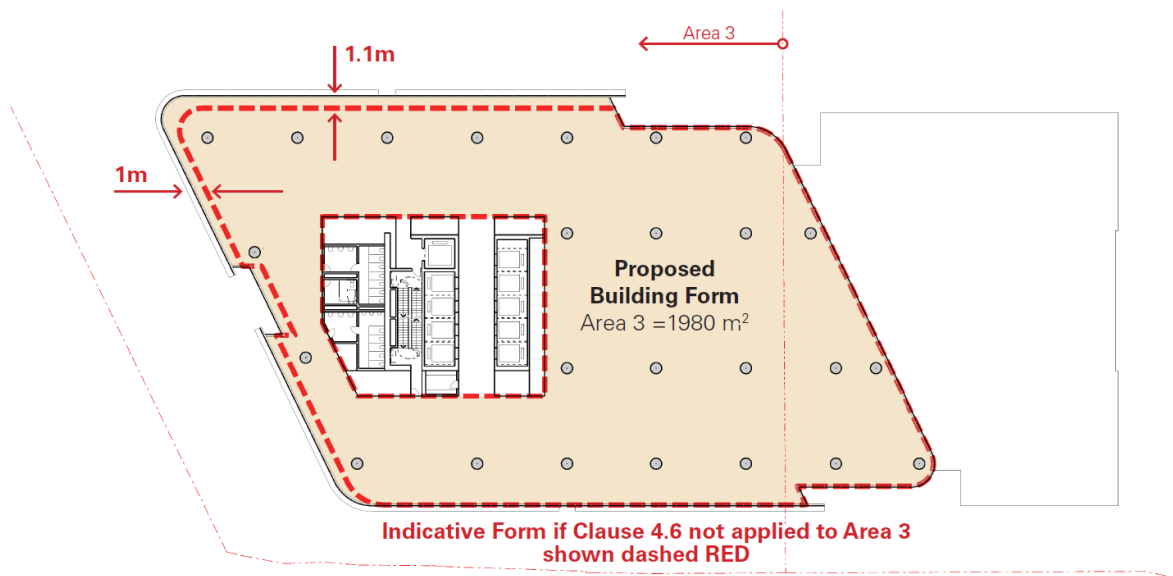 Area 3
1.1m
1m
Proposed
Building Form
Area 3 =1980 m²
Indicative Form if Clause 4.6 not applied to Area 3
shown dashed RED